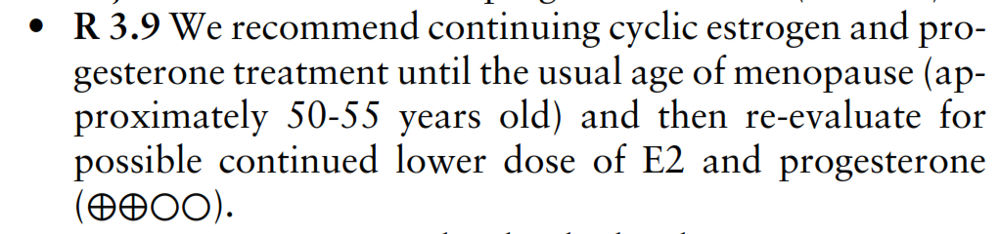 • R 3.9 We recommend continuing cyclic estrogen and pro-
gesterone treatment until the usual age of menopause (ap-
proximately 50-55 years old) and then re-evaluate for
possible continued lower dose of E2 and progesterone
(⊕⊕○○).